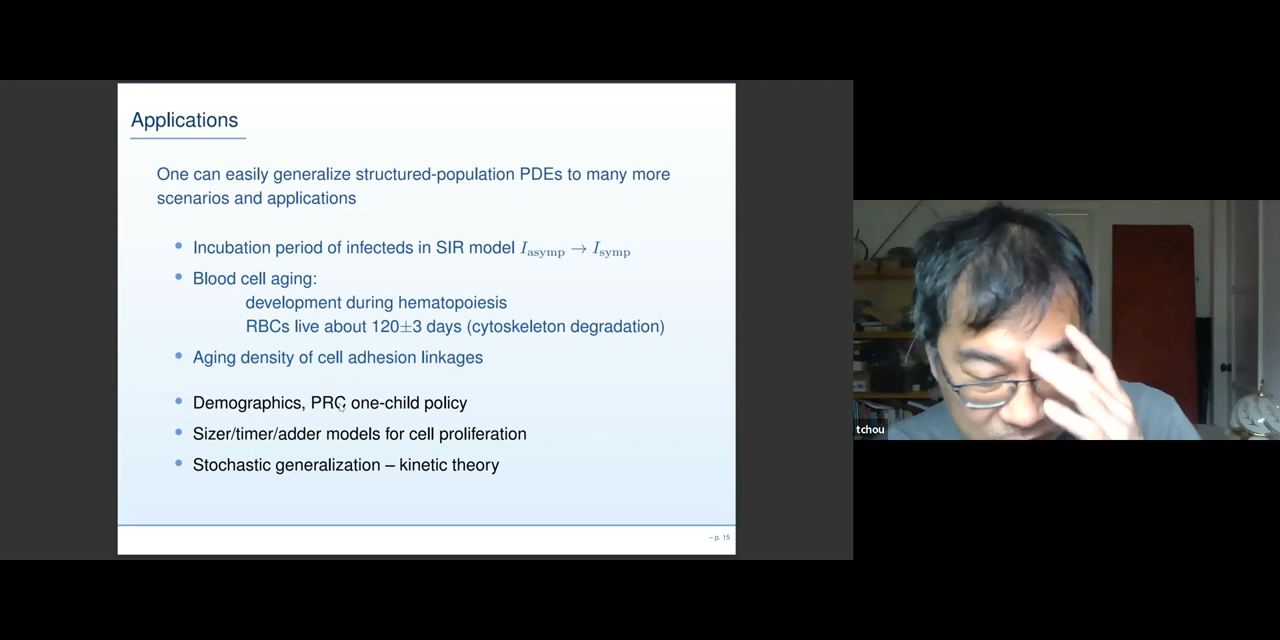 Applications
One can easily generalize structured-population PDEs to many more
scenarios and applications
• Incubation period of infecteds in SIR model I_asymp → I_symp
• Blood cell aging:
development during hematopoiesis
RBCs live about 120±3 days (cytoskeleton degradation)
• Aging density of cell adhesion linkages
• Demographics, PRC one-child policy
• Sizer/timer/adder models for cell proliferation
• Stochastic generalization – kinetic theory
– p. 15
tchou